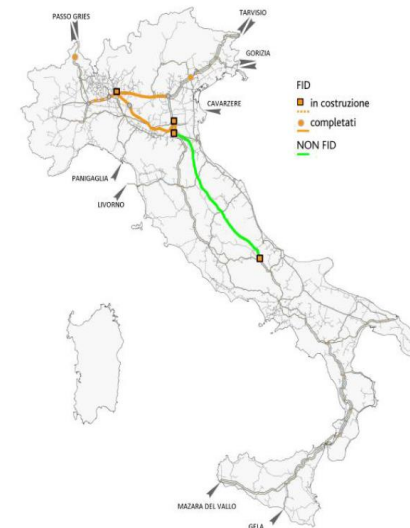 PASSO GRIES
TARVISIO
GORIZIA
CAVARZERE
PANIGAGLIA
LIVORNO
FID
in costruzione
completati
NON FID
MAZARA DEL VALLO
GELA